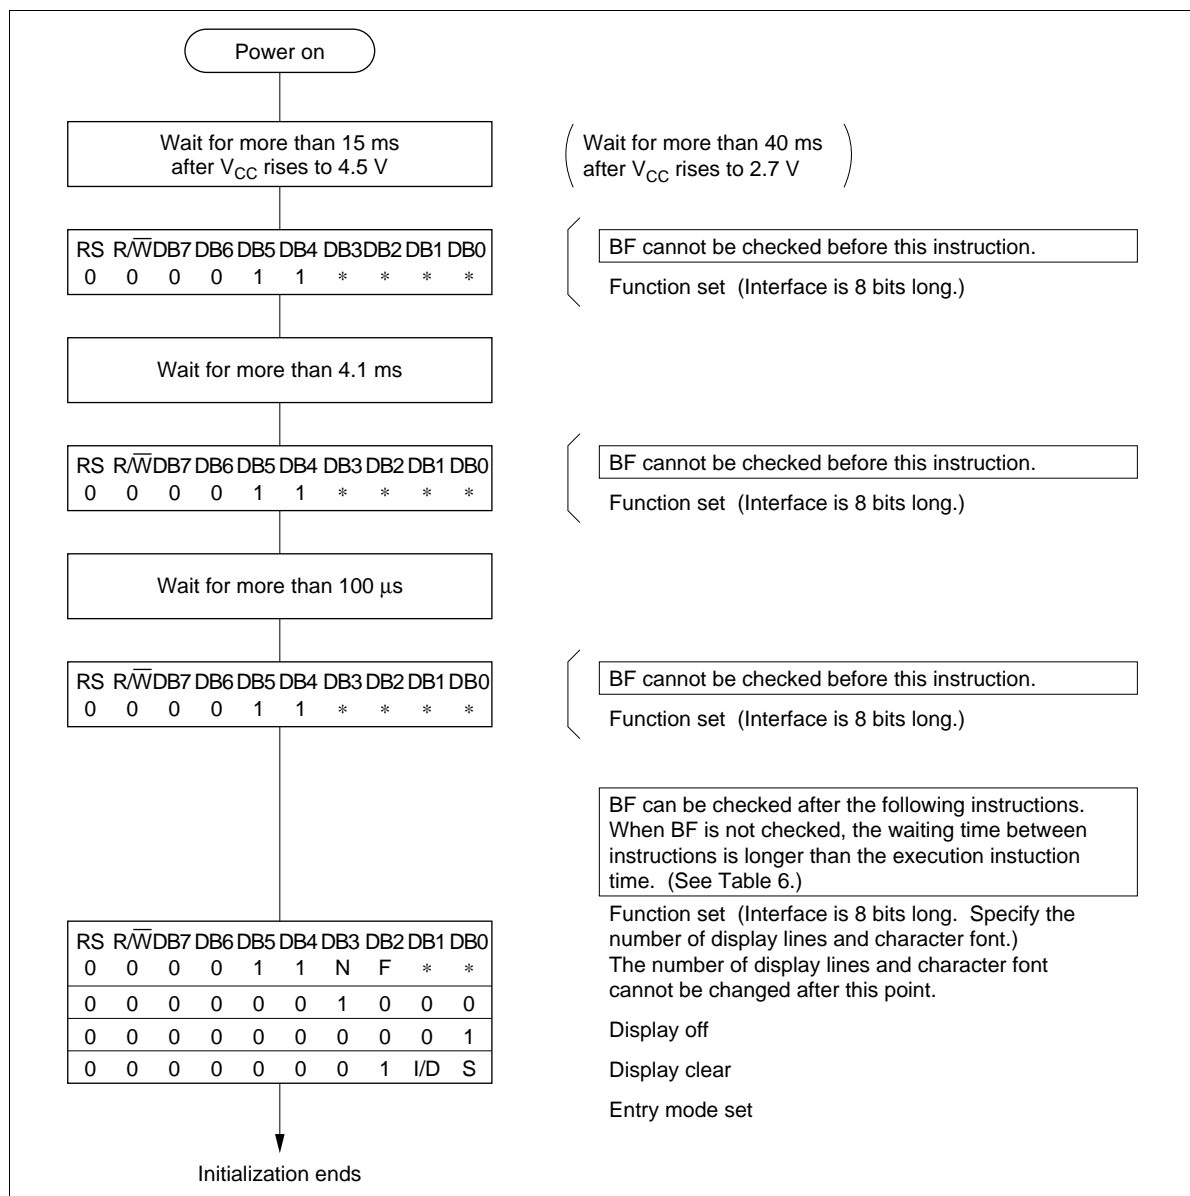 Power on
Wait for more than 15 ms
after VCC rises to 4.5 V
Wait for more than 40 ms
after VCC rises to 2.7 V
RS R/W̅ DB7 DB6 DB5 DB4 DB3 DB2 DB1 DB0
0 0 0 0 1 1 * * * *
BF cannot be checked before this instruction.
Function set (Interface is 8 bits long.)
Wait for more than 4.1 ms
RS R/W̅ DB7 DB6 DB5 DB4 DB3 DB2 DB1 DB0
0 0 0 0 1 1 * * * *
BF cannot be checked before this instruction.
Function set (Interface is 8 bits long.)
Wait for more than 100 μs
RS R/W̅ DB7 DB6 DB5 DB4 DB3 DB2 DB1 DB0
0 0 0 0 1 1 * * * *
BF cannot be checked before this instruction.
Function set (Interface is 8 bits long.)
BF can be checked after the following instructions.
When BF is not checked, the waiting time between
instructions is longer than the execution instuction
time. (See Table 6.)
RS R/W̅ DB7 DB6 DB5 DB4 DB3 DB2 DB1 DB0
0 0 0 0 1 1 N F * *
0 0 0 0 0 0 1 0 0 0
0 0 0 0 0 0 0 0 0 1
0 0 0 0 0 0 0 1 I/D S
Function set (Interface is 8 bits long. Specify the
number of display lines and character font.)
The number of display lines and character font
cannot be changed after this point.
Display off
Display clear
Entry mode set
Initialization ends